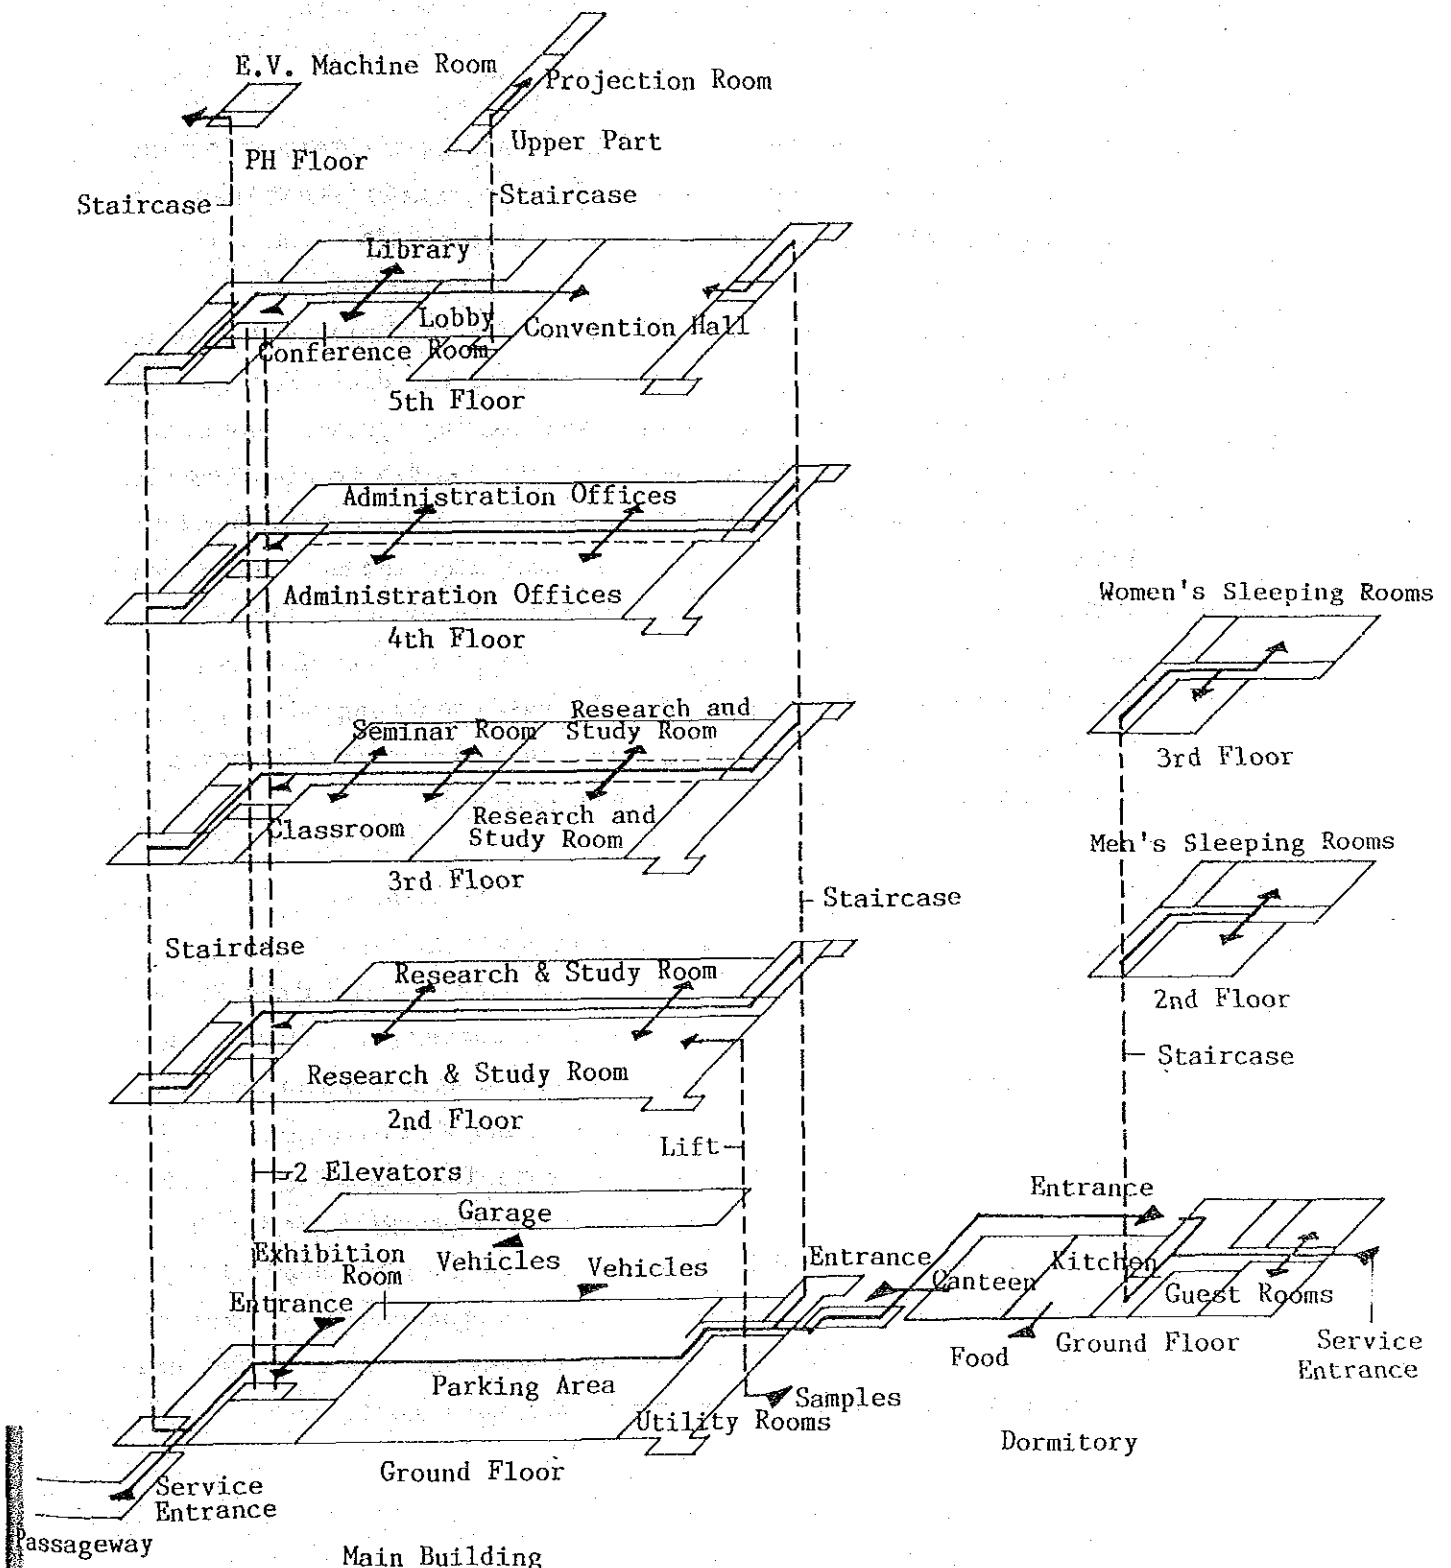 E.V. Machine Room
Projection Room
Upper Part
PH Floor
Staircase
Staircase
Library
Lobby
Convention Hall
Conference Room
5th Floor
Administration Offices
Administration Offices
4th Floor
Women's Sleeping Rooms
3rd Floor
Seminar Room
Research and
Study Room
Classroom
Research and
Study Room
3rd Floor
Men's Sleeping Rooms
2nd Floor
Staircase
Staircase
Staircase
Research & Study Room
Research & Study Room
2nd Floor
Lift
2 Elevators
Garage
Exhibition
Room
Vehicles
Vehicles
Entrance
Entrance
Entrance
Canteen
Kitchen
Guest Rooms
Food
Ground Floor
Service
Entrance
Parking Area
Samples
Utility Rooms
Dormitory
Ground Floor
Service
Entrance
Passageway
Main Building